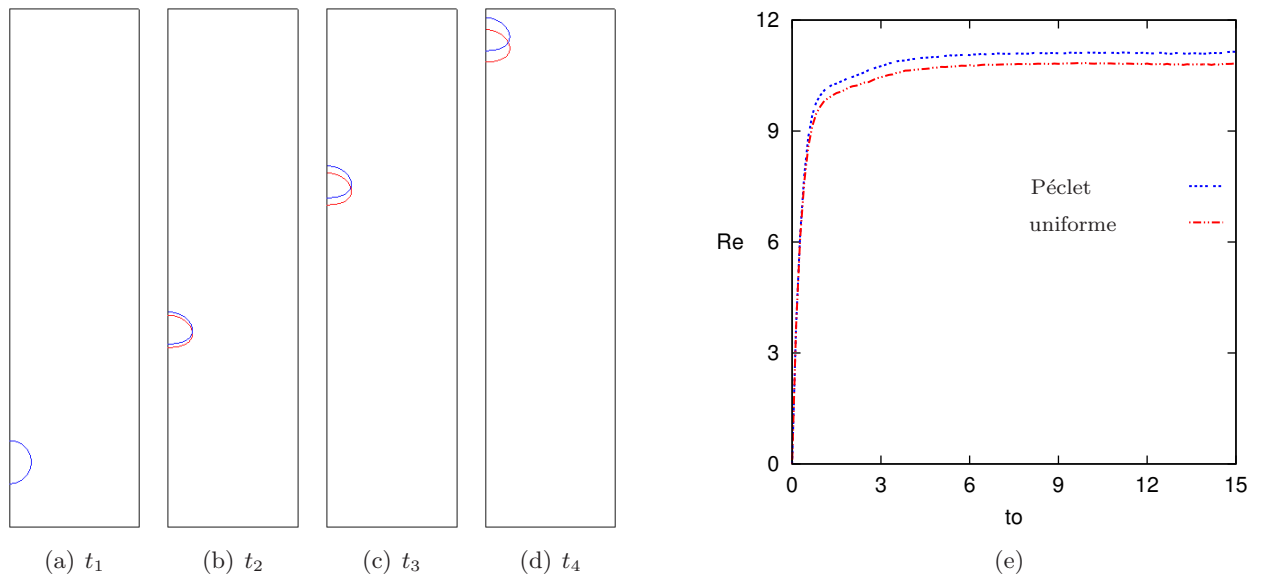 12
9
Péclet
uniforme
Re
6
3
0
0 3 6 9 12 15
to
(a) t₁ (b) t₂ (c) t₃ (d) t₄ (e)